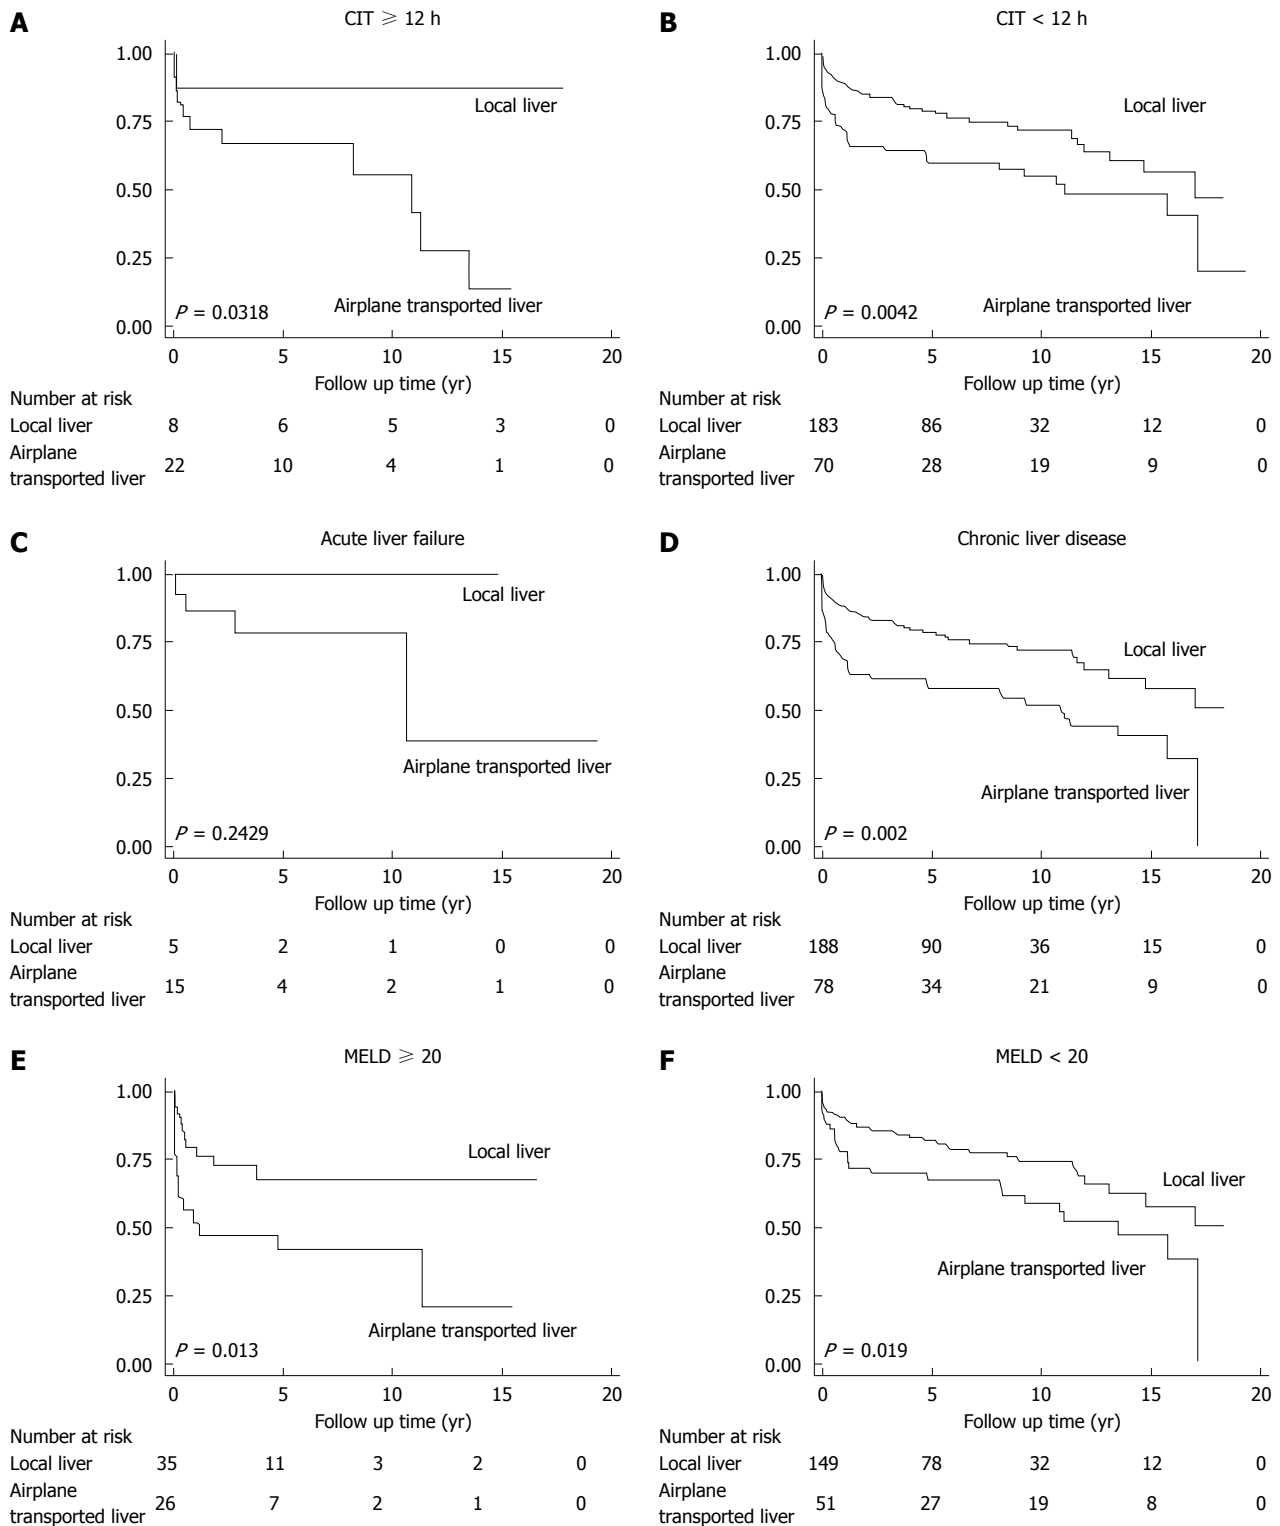 A
CIT ⩾ 12 h
1.00
0.75
0.50
0.25
0.00
Local liver
Airplane transported liver
P = 0.0318
0 5 10 15 20
Follow up time (yr)
Number at risk
Local liver 8 6 5 3 0
Airplane
transported liver 22 10 4 1 0
B
CIT < 12 h
1.00
0.75
0.50
0.25
0.00
Local liver
Airplane transported liver
P = 0.0042
0 5 10 15 20
Follow up time (yr)
Number at risk
Local liver 183 86 32 12 0
Airplane
transported liver 70 28 19 9 0
C
Acute liver failure
1.00
0.75
0.50
0.25
0.00
Local liver
Airplane transported liver
P = 0.2429
0 5 10 15 20
Follow up time (yr)
Number at risk
Local liver 5 2 1 0 0
Airplane
transported liver 15 4 2 1 0
D
Chronic liver disease
1.00
0.75
0.50
0.25
0.00
Local liver
Airplane transported liver
P = 0.002
0 5 10 15 20
Follow up time (yr)
Number at risk
Local liver 188 90 36 15 0
Airplane
transported liver 78 34 21 9 0
E
MELD ⩾ 20
1.00
0.75
0.50
0.25
0.00
Local liver
Airplane transported liver
P = 0.013
0 5 10 15 20
Follow up time (yr)
Number at risk
Local liver 35 11 3 2 0
Airplane
transported liver 26 7 2 1 0
F
MELD < 20
1.00
0.75
0.50
0.25
0.00
Local liver
Airplane transported liver
P = 0.019
0 5 10 15 20
Follow up time (yr)
Number at risk
Local liver 149 78 32 12 0
Airplane
transported liver 51 27 19 8 0